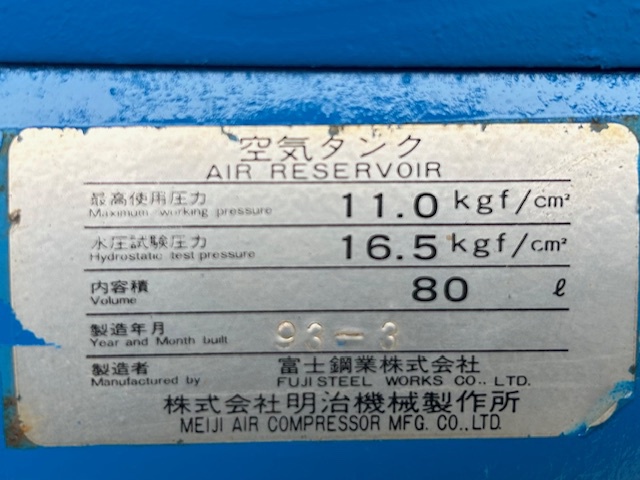 空気タンク
AIR RESERVOIR
最高使用圧力 11.0 kgf/cm²
Maximum working pressure
水圧試験圧力 16.5 kgf/cm²
Hydrostatic test pressure
内容積 80 ℓ
Volume
製造年月 93-3
Year and Month built
製造者 富士鋼業株式会社
Manufactured by FUJI STEEL WORKS CO., LTD.
株式会社明治機械製作所
MEIJI AIR COMPRESSOR MFG. CO., LTD.